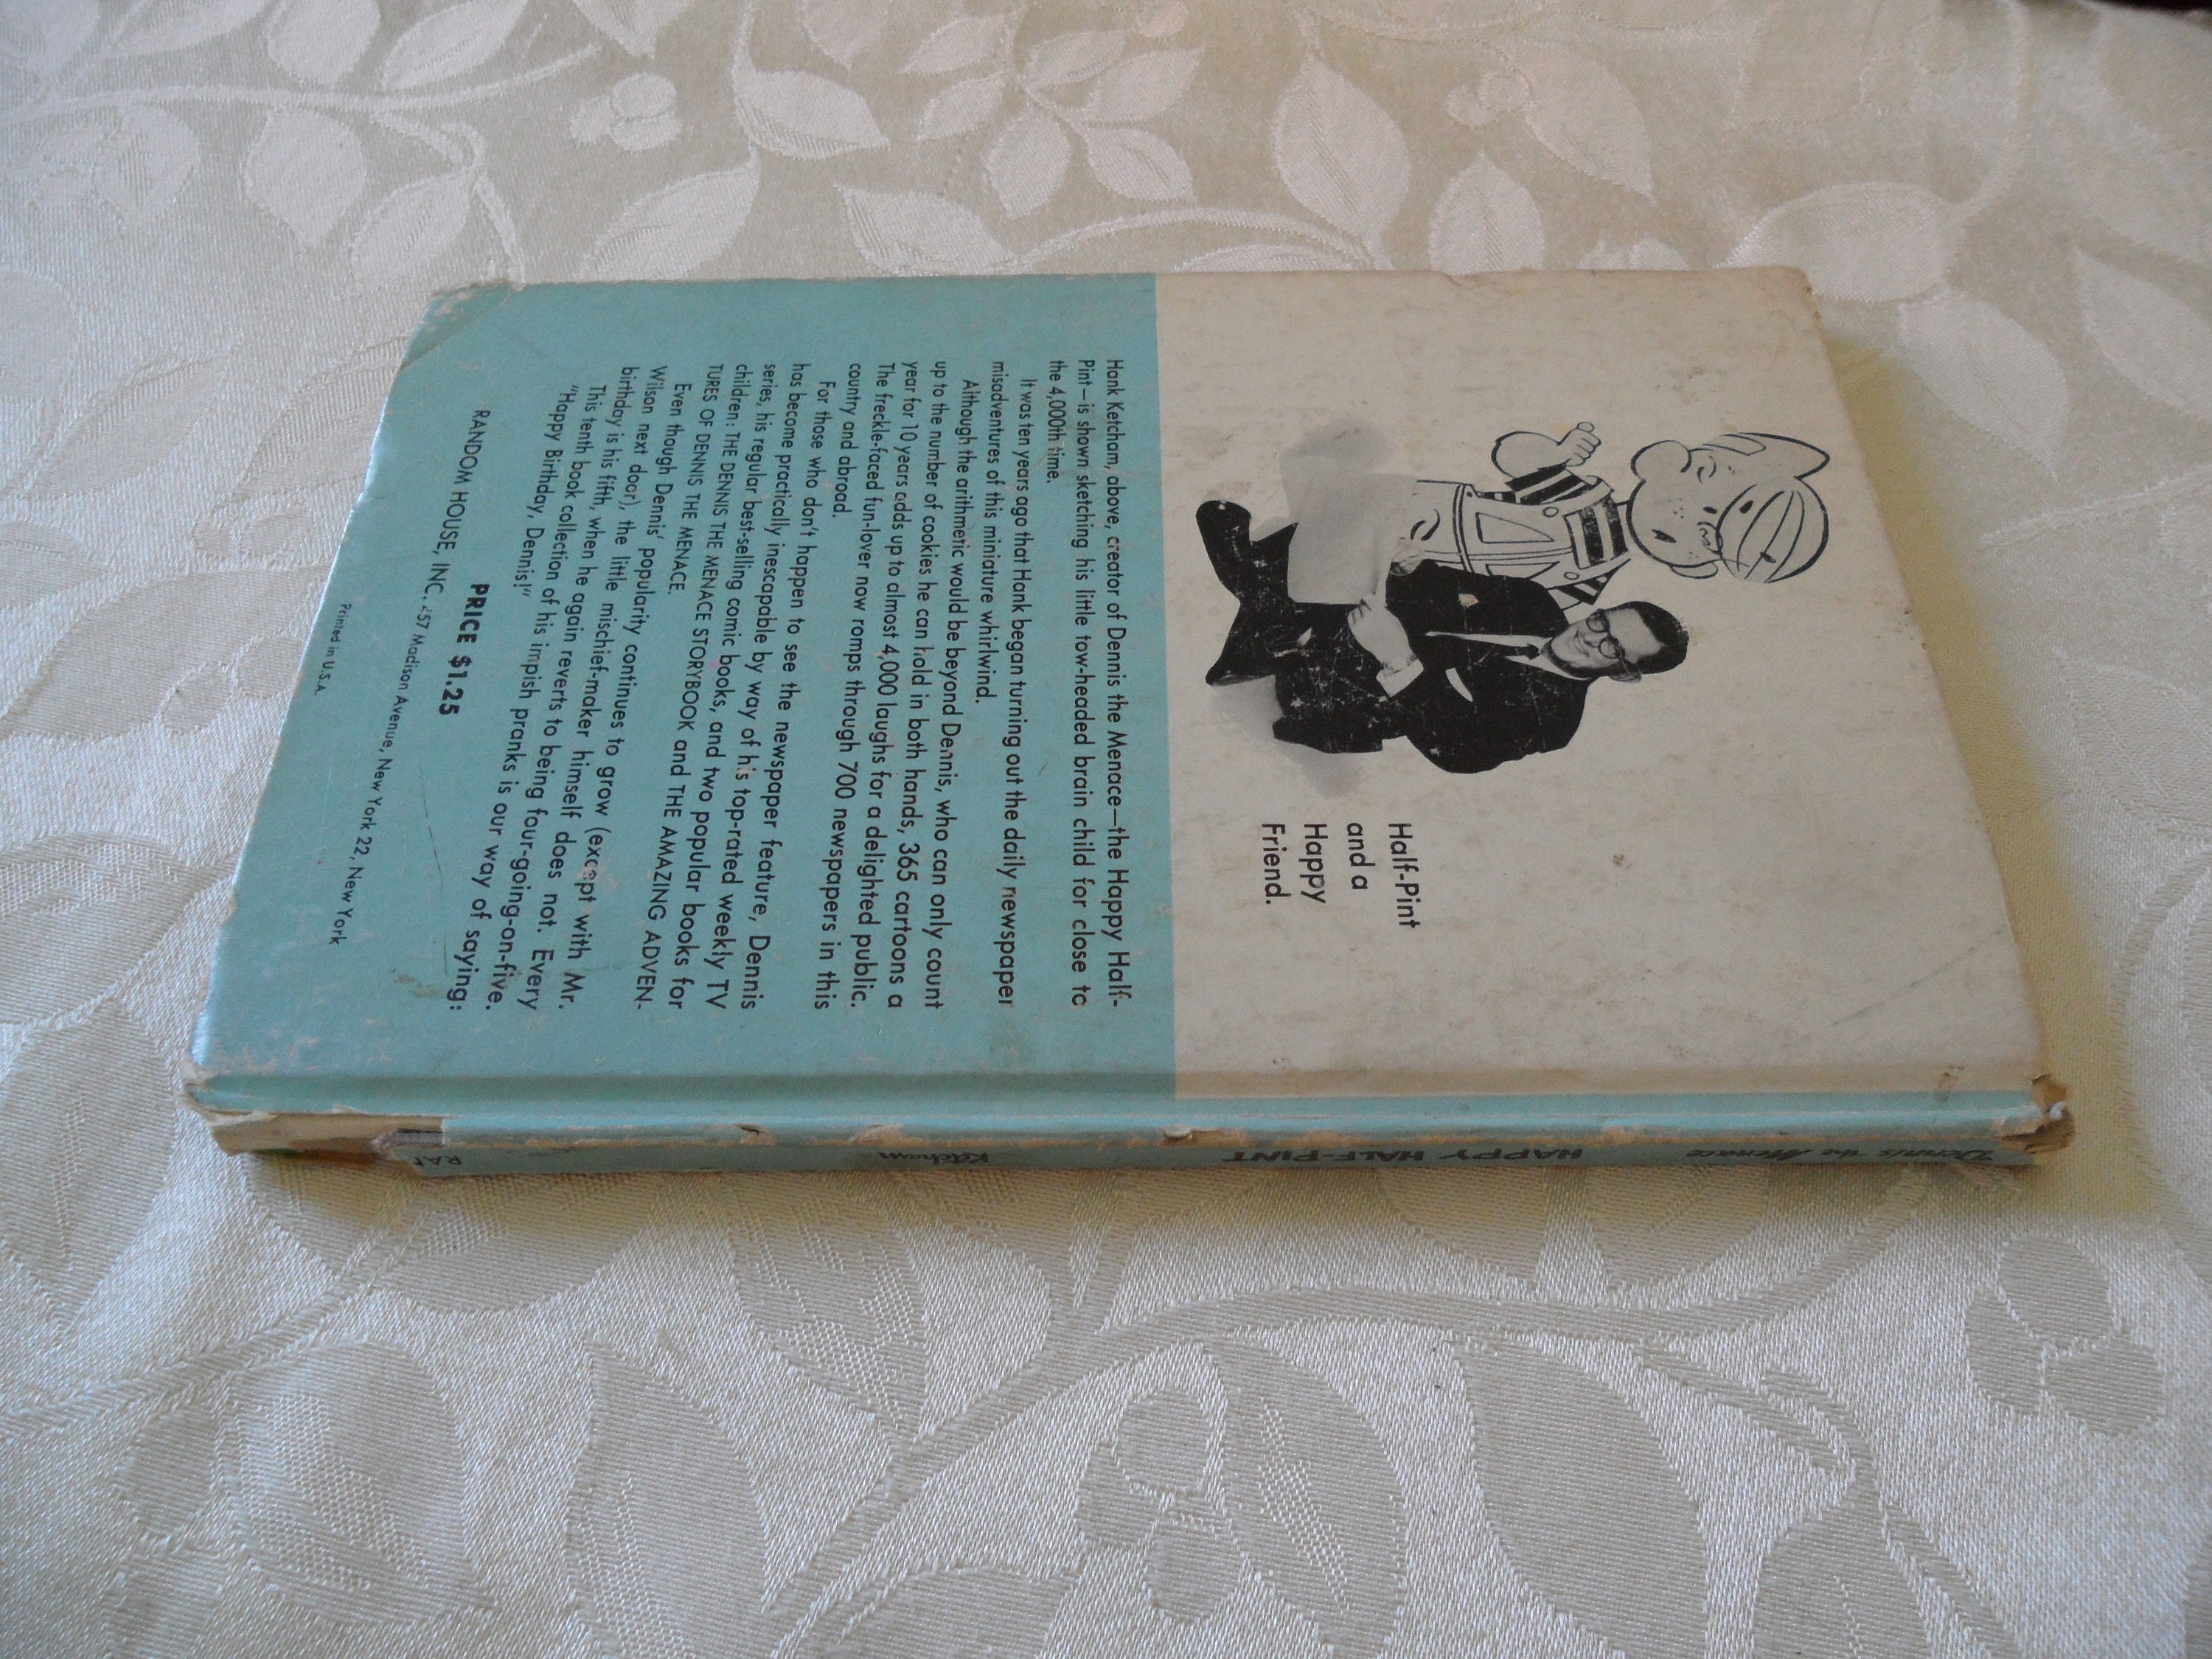 Half-Pint
and a
Happy
Friend.
Hank Ketcham, above, creator of Dennis the Menace—the Happy Half-
Pint—is shown sketching his little tow-headed brain child for close to
the 4,000th time.
It was ten years ago that Hank began turning out the daily newspaper
misadventures of this miniature whirlwind.
Although the arithmetic would be beyond Dennis, who can only count
up to the number of cookies he can hold in both hands, 365 cartoons a
year for 10 years adds up to almost 4,000 laughs for a delighted public.
The freckle-faced fun-lover now romps through 700 newspapers in this
country and abroad.
For those who don't happen to see the newspaper feature, Dennis
has become practically inescapable by way of his top-rated weekly TV
series, his regular best-selling comic books, and two popular books for
children: THE DENNIS THE MENACE STORYBOOK and THE AMAZING ADVEN-
TURES OF DENNIS THE MENACE.
Even though Dennis' popularity continues to grow (except with Mr.
Wilson next door), the little mischief-maker himself does not. Every
birthday is his fifth, when he again reverts to being four-going-on-five.
This tenth book collection of his impish pranks is our way of saying:
"Happy Birthday, Dennis!"
PRICE $1.25
RANDOM HOUSE, INC. 457 Madison Avenue, New York 22, New York
Printed in U.S.A.
Dennis the Menace HAPPY HALF-PINT Ketcham RAN